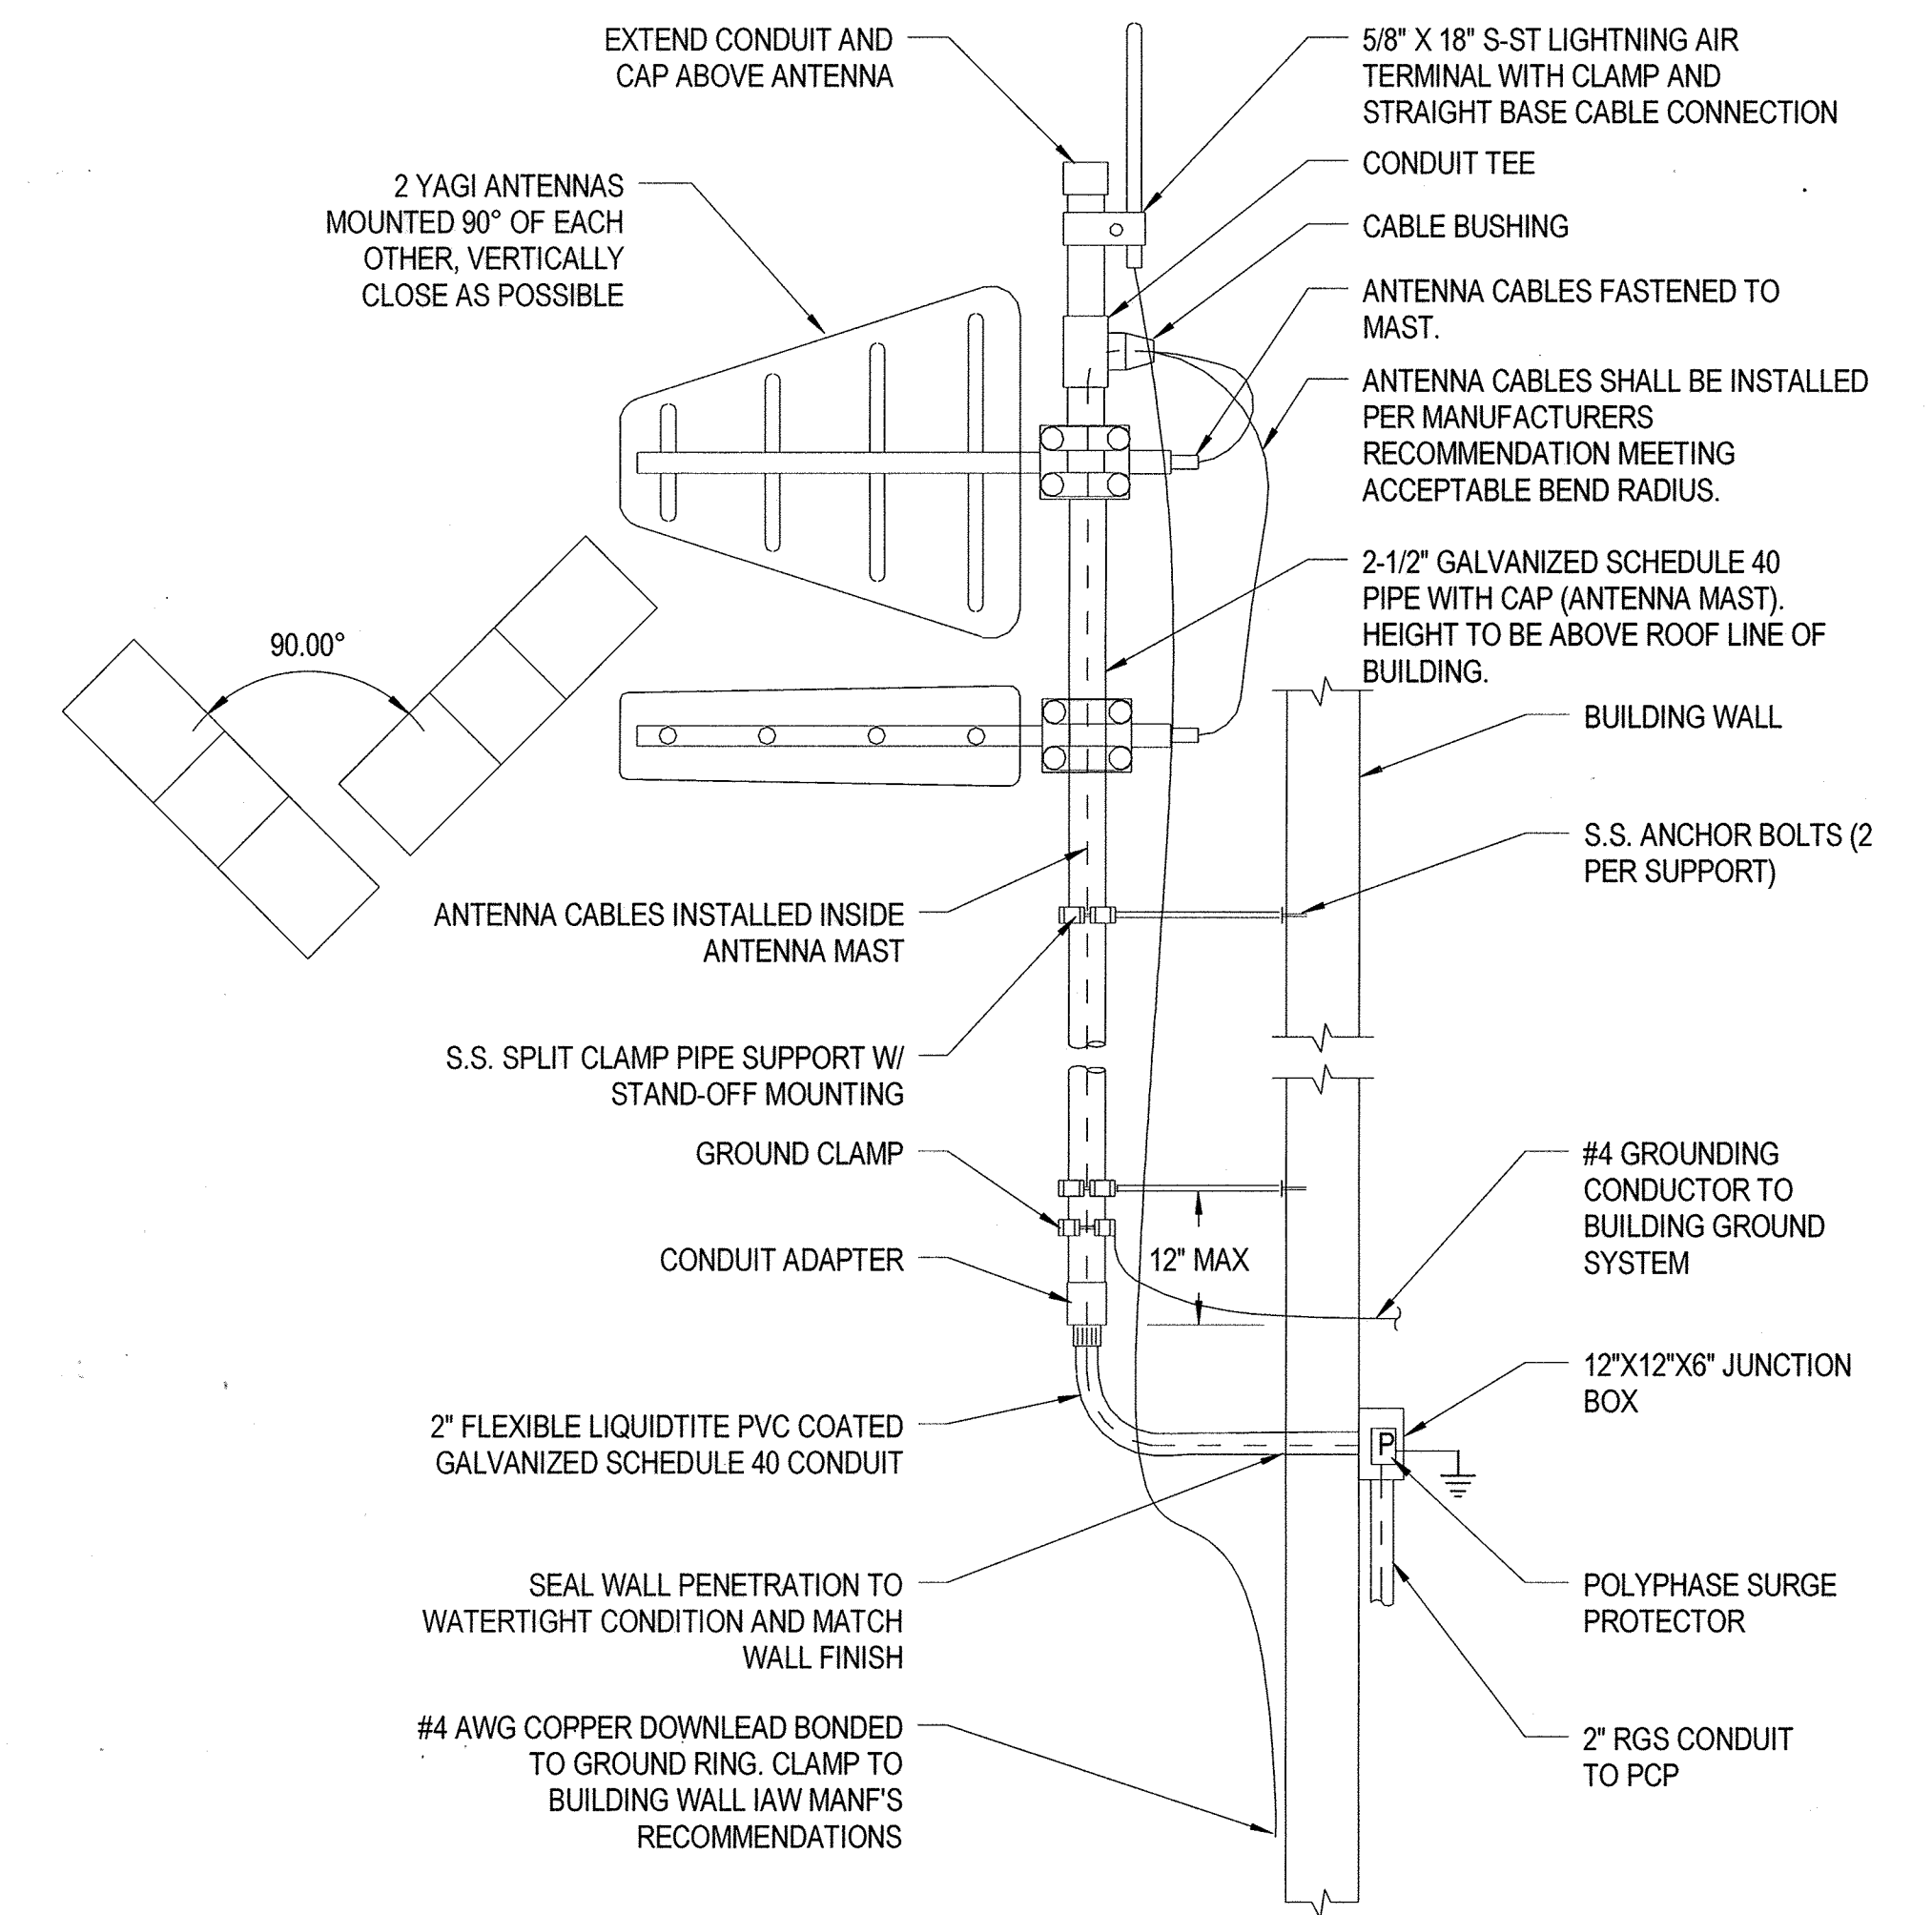 EXTEND CONDUIT AND
CAP ABOVE ANTENNA
5/8" X 18" S-ST LIGHTNING AIR
TERMINAL WITH CLAMP AND
STRAIGHT BASE CABLE CONNECTION
CONDUIT TEE
2 YAGI ANTENNAS
MOUNTED 90° OF EACH
OTHER, VERTICALLY
CLOSE AS POSSIBLE
CABLE BUSHING
ANTENNA CABLES FASTENED TO
MAST.
ANTENNA CABLES SHALL BE INSTALLED
PER MANUFACTURERS
RECOMMENDATION MEETING
ACCEPTABLE BEND RADIUS.
2-1/2" GALVANIZED SCHEDULE 40
PIPE WITH CAP (ANTENNA MAST).
HEIGHT TO BE ABOVE ROOF LINE OF
BUILDING.
90.00°
BUILDING WALL
S.S. ANCHOR BOLTS (2
PER SUPPORT)
ANTENNA CABLES INSTALLED INSIDE
ANTENNA MAST
S.S. SPLIT CLAMP PIPE SUPPORT W/
STAND-OFF MOUNTING
GROUND CLAMP
#4 GROUNDING
CONDUCTOR TO
BUILDING GROUND
SYSTEM
CONDUIT ADAPTER
12" MAX
12"X12"X6" JUNCTION
BOX
2" FLEXIBLE LIQUIDTITE PVC COATED
GALVANIZED SCHEDULE 40 CONDUIT
P
SEAL WALL PENETRATION TO
WATERTIGHT CONDITION AND MATCH
WALL FINISH
POLYPHASE SURGE
PROTECTOR
#4 AWG COPPER DOWNLEAD BONDED
TO GROUND RING. CLAMP TO
BUILDING WALL IAW MANF'S
RECOMMENDATIONS
2" RGS CONDUIT
TO PCP